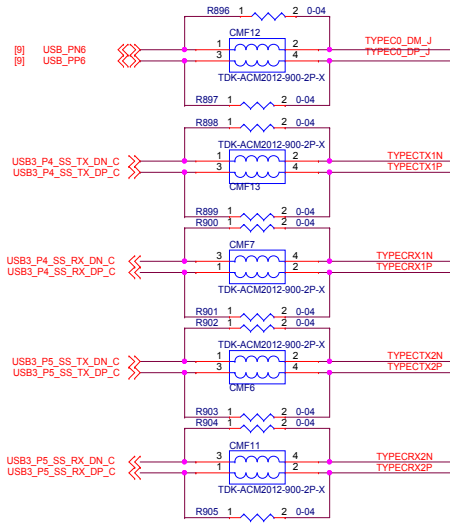 R896 1 2 0-04
CMF12
[9] USB_PN6 1 2 TYPEC0_DM_J
[9] USB_PP6 3 4 TYPEC0_DP_J
TDK-ACM2012-900-2P-X
R897 1 2 0-04
R898 1 2 0-04
TDK-ACM2012-900-2P-X
USB3_P4_SS_TX_DN_C 1 2 TYPECTX1N
USB3_P4_SS_TX_DP_C 3 4 TYPECTX1P
CMF13
R899 1 2 0-04
R900 1 2 0-04
CMF7
USB3_P4_SS_RX_DN_C 3 4 TYPECRX1N
USB3_P4_SS_RX_DP_C 1 2 TYPECRX1P
TDK-ACM2012-900-2P-X
R901 1 2 0-04
R902 1 2 0-04
TDK-ACM2012-900-2P-X
USB3_P5_SS_TX_DN_C 1 2 TYPECTX2N
USB3_P5_SS_TX_DP_C 3 4 TYPECTX2P
CMF6
R903 1 2 0-04
R904 1 2 0-04
CMF11
USB3_P5_SS_RX_DN_C 3 4 TYPECRX2N
USB3_P5_SS_RX_DP_C 1 2 TYPECRX2P
TDK-ACM2012-900-2P-X
R905 1 2 0-04